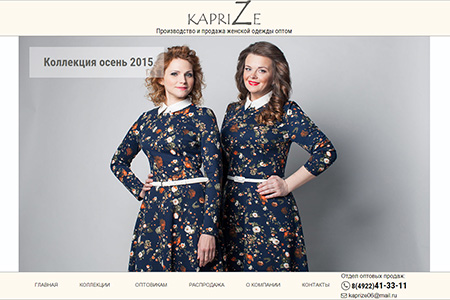 KAPRIZE
Производство и продажа женской одежды оптом
Коллекция осень 2015
ГЛАВНАЯ КОЛЛЕКЦИИ ОПТОВИКАМ РАСПРОДАЖА О КОМПАНИИ КОНТАКТЫ
Отдел оптовых продаж:
8(4922)41-33-11
kaprize06@mail.ru